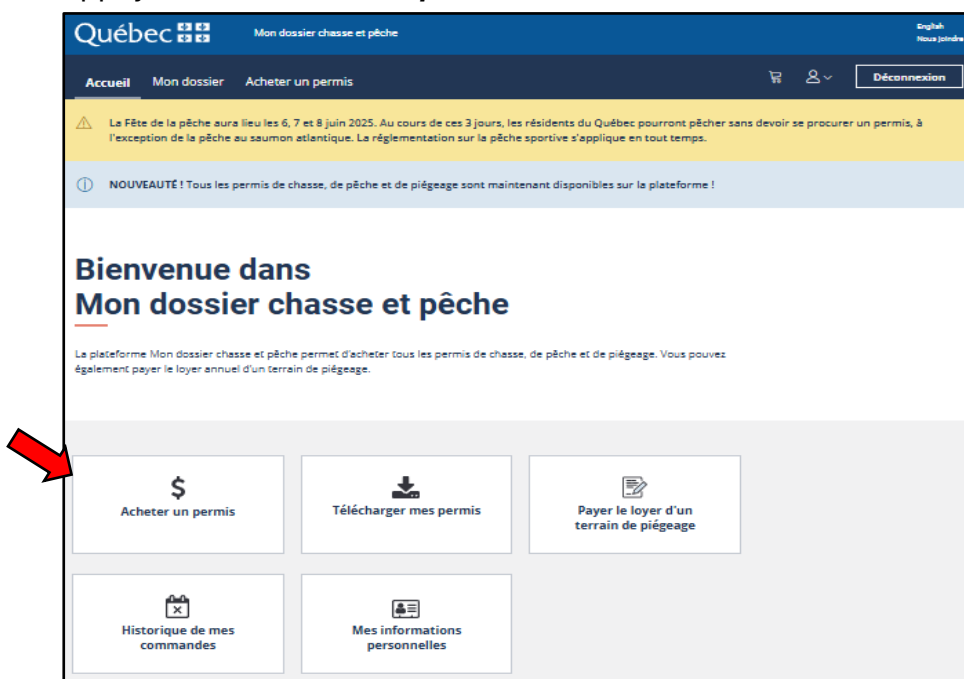 Québec
Mon dossier chasse et pêche
English
Nous joindre
Accueil
Mon dossier
Acheter un permis
Déconnexion
La Fête de la pêche aura lieu les 6, 7 et 8 juin 2025. Au cours de ces 3 jours, les résidents du Québec pourront pêcher sans devoir se procurer un permis, à
l'exception de la pêche au saumon atlantique. La réglementation sur la pêche sportive s'applique en tout temps.
NOUVEAUTÉ ! Tous les permis de chasse, de pêche et de piégeage sont maintenant disponibles sur la plateforme !
Bienvenue dans
Mon dossier chasse et pêche
La plateforme Mon dossier chasse et pêche permet d'acheter tous les permis de chasse, de pêche et de piégeage. Vous pouvez
également payer le loyer annuel d'un terrain de piégeage.
Acheter un permis
Télécharger mes permis
Payer le loyer d'un
terrain de piégeage
Historique de mes
commandes
Mes informations
personnelles